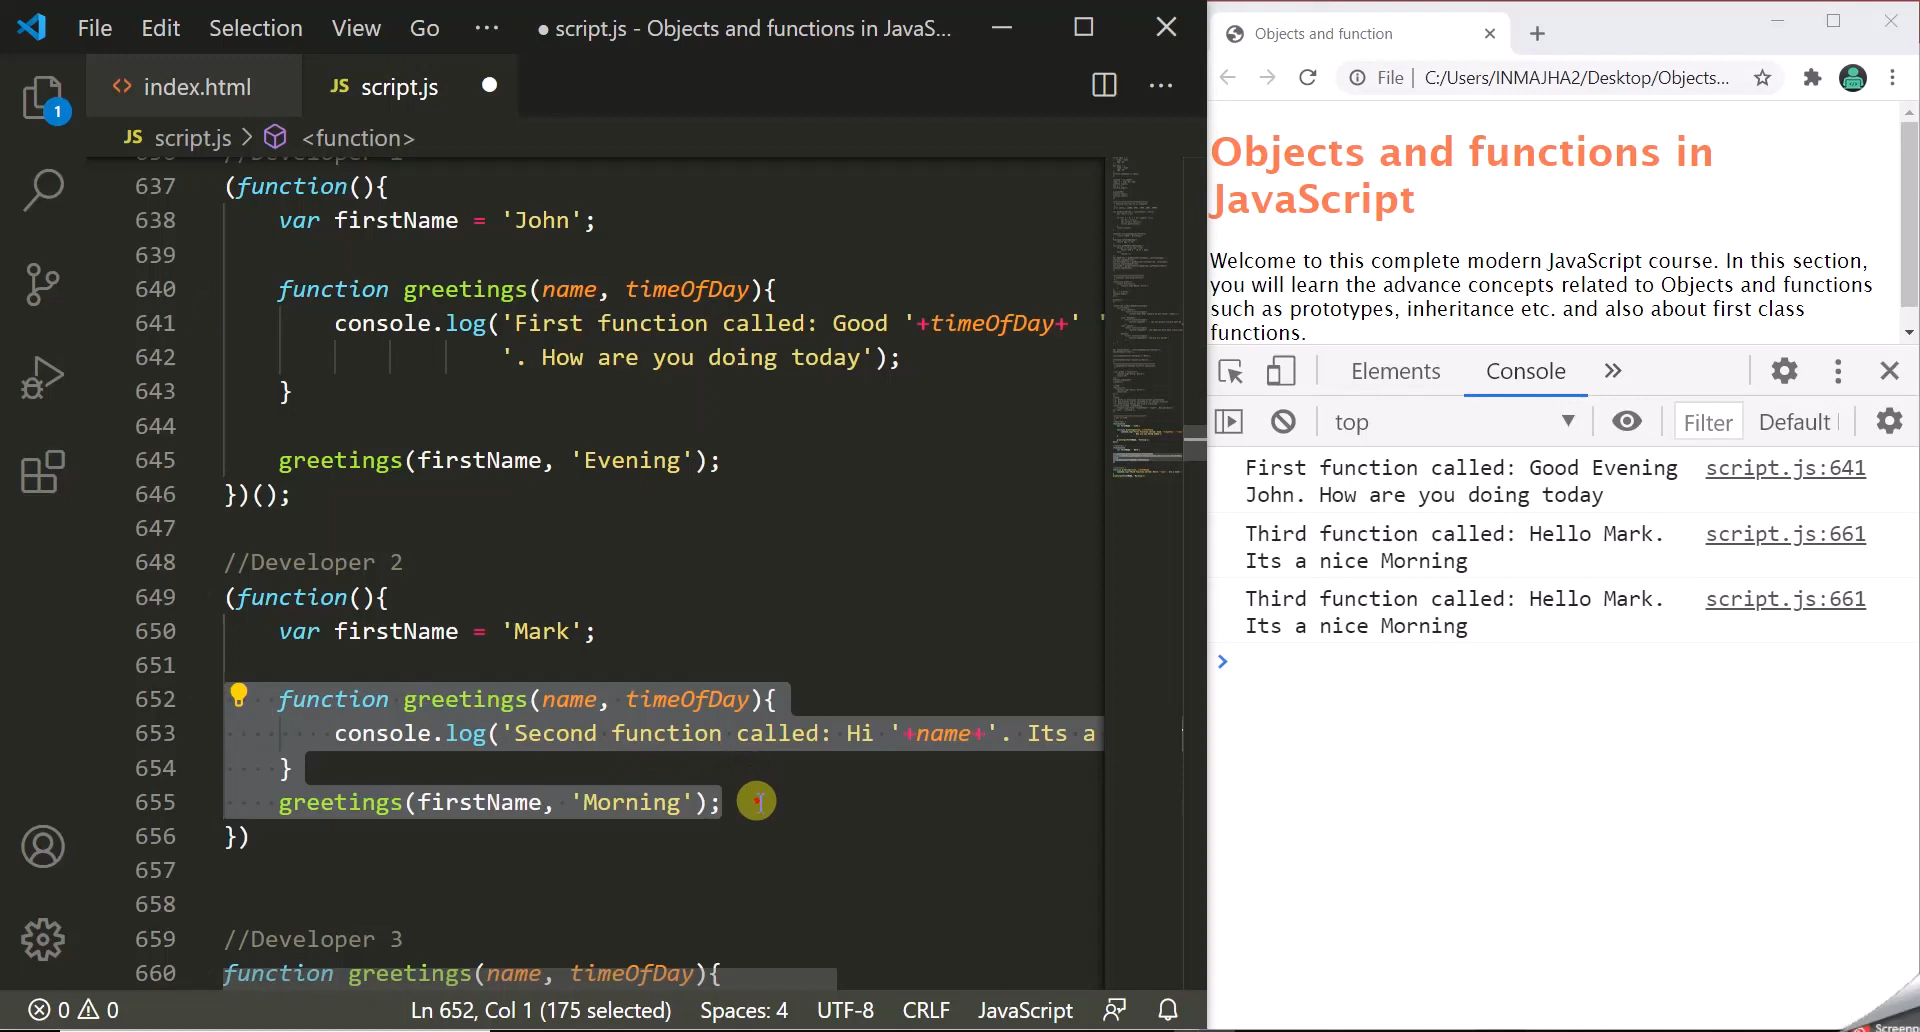 File Edit Selection View Go ··· ● script.js - Objects and functions in JavaS...
index.html JS script.js ●
JS script.js > <function>
637 (function(){
638 var firstName = 'John';
639
640 function greetings(name, timeOfDay){
641 console.log('First function called: Good '+timeOfDay+' '
642 '. How are you doing today');
643 }
644
645 greetings(firstName, 'Evening');
646 })();
647
648 //Developer 2
649 (function(){
650 var firstName = 'Mark';
651
652 function greetings(name, timeOfDay){
653 console.log('Second function called: Hi '+name+'. Its a
654 }
655 greetings(firstName, 'Morning');
656 })
657
658
659 //Developer 3
660 function greetings(name, timeOfDay){
1
0 0 Ln 652, Col 1 (175 selected) Spaces: 4 UTF-8 CRLF JavaScript
Objects and function
File | C:/Users/INMAJHA2/Desktop/Objects...
Objects and functions in
JavaScript
Welcome to this complete modern JavaScript course. In this section,
you will learn the advance concepts related to Objects and functions
such as prototypes, inheritance etc. and also about first class
functions.
Elements Console »
top Filter Default
First function called: Good Evening script.js:641
John. How are you doing today
Third function called: Hello Mark. script.js:661
Its a nice Morning
Third function called: Hello Mark. script.js:661
Its a nice Morning
>